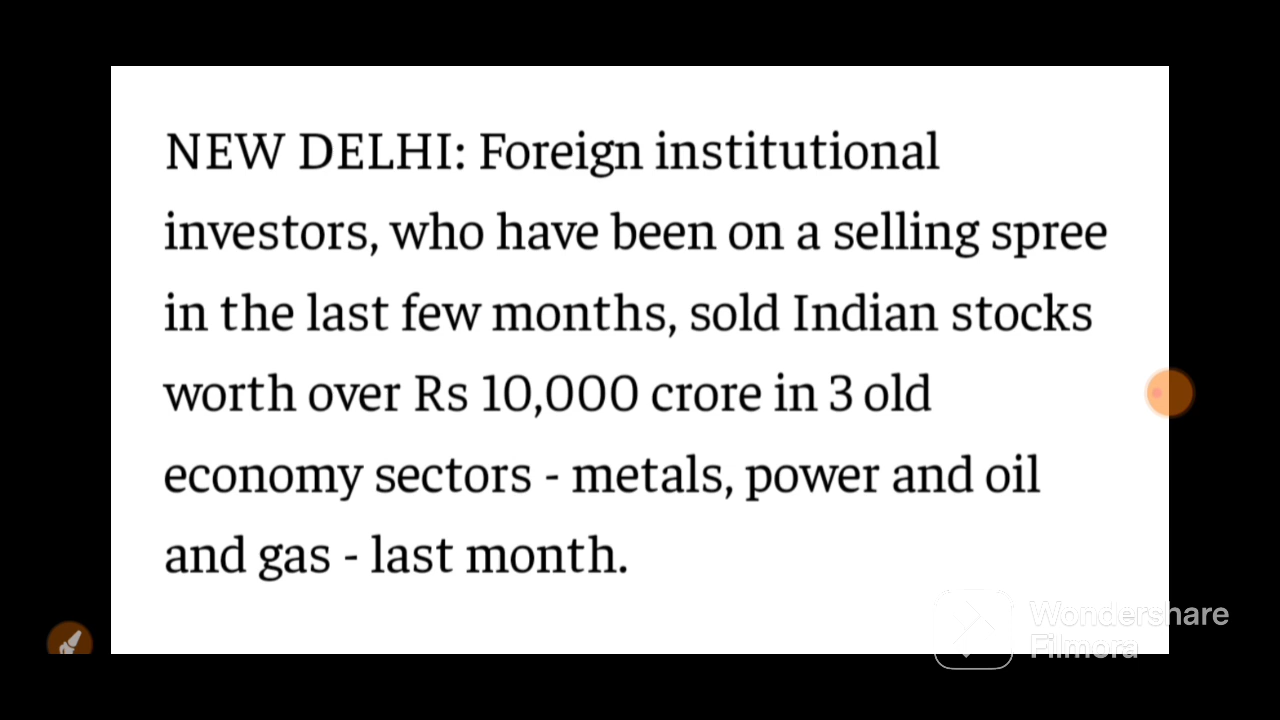 NEW DELHI: Foreign institutional
investors, who have been on a selling spree
in the last few months, sold Indian stocks
worth over Rs 10,000 crore in 3 old
economy sectors - metals, power and oil
and gas - last month.
Wondershare
Filmora